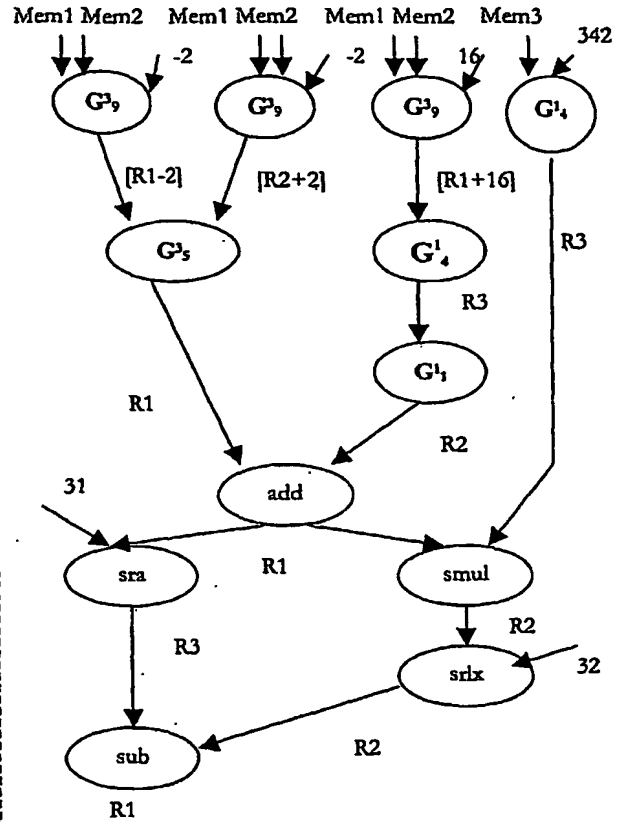 Mem1 Mem2 Mem1 Mem2 Mem1 Mem2 Mem3 342
-2 -2 16
G³₉ G³₉ G³₉ G¹₄
[R1-2] [R2+2] [R1+16]
G³₅ G¹₄ R3
R3
G¹₁
R1 R2
add
31
R1
sra smul
R3 R2
srlx 32
R2
sub
R1